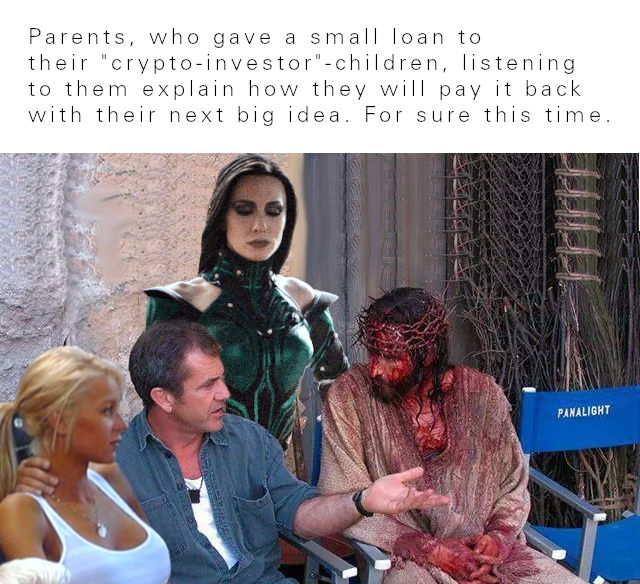 Parents, who gave a small loan to
their "crypto-investor"-children, listening
to them explain how they will pay it back
with their next big idea. For sure this time.
PANALIGHT